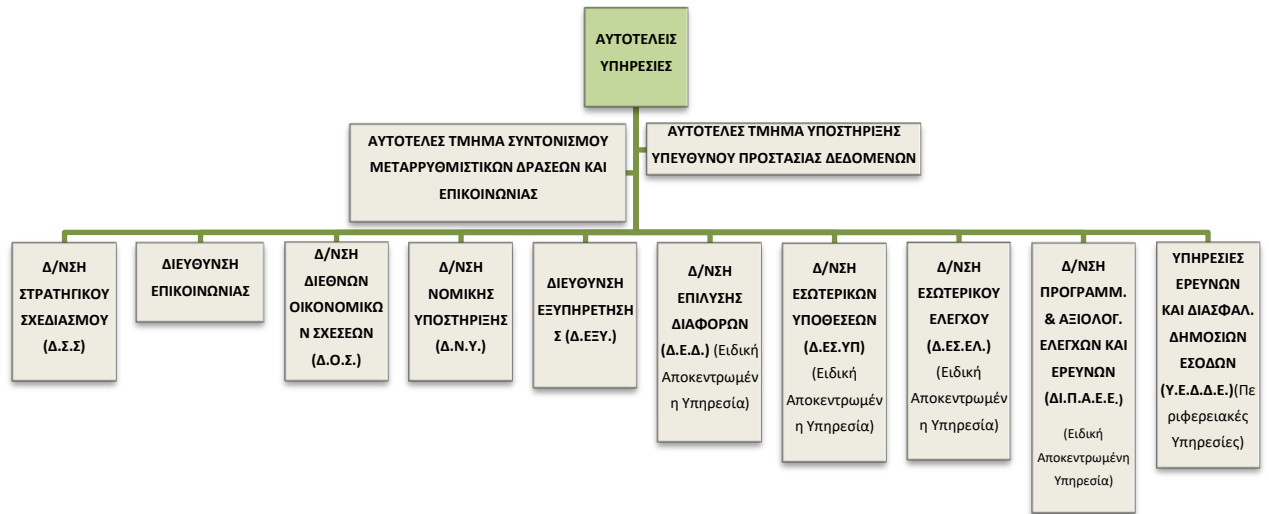 ΑΥΤΟΤΕΛΕΙΣ
ΥΠΗΡΕΣΙΕΣ
ΑΥΤΟΤΕΛΕΣ ΤΜΗΜΑ ΣΥΝΤΟΝΙΣΜΟΥ
ΜΕΤΑΡΡΥΘΜΙΣΤΙΚΩΝ ΔΡΑΣΕΩΝ ΚΑΙ
ΕΠΙΚΟΙΝΩΝΙΑΣ
ΑΥΤΟΤΕΛΕΣ ΤΜΗΜΑ ΥΠΟΣΤΗΡΙΞΗΣ
ΥΠΕΥΘΥΝΟΥ ΠΡΟΣΤΑΣΙΑΣ ΔΕΔΟΜΕΝΩΝ
Δ/ΝΣΗ
ΣΤΡΑΤΗΓΙΚΟΥ
ΣΧΕΔΙΑΣΜΟΥ
(Δ.Σ.Σ)
ΔΙΕΥΘΥΝΣΗ
ΕΠΙΚΟΙΝΩΝΙΑΣ
Δ/ΝΣΗ
ΔΙΕΘΝΩΝ
ΟΙΚΟΝΟΜΙΚΩ
Ν ΣΧΕΣΕΩΝ
(Δ.Ο.Σ.)
Δ/ΝΣΗ
ΝΟΜΙΚΗΣ
ΥΠΟΣΤΗΡΙΞΗΣ
(Δ.Ν.Υ.)
ΔΙΕΥΘΥΝΣΗ
ΕΞΥΠΗΡΕΤΗΣΗ
Σ (Δ.ΕΞΥ.)
Δ/ΝΣΗ
ΕΠΙΛΥΣΗΣ
ΔΙΑΦΟΡΩΝ
(Δ.Ε.Δ.) (Ειδική
Αποκεντρωμέν
η Υπηρεσία)
Δ/ΝΣΗ
ΕΣΩΤΕΡΙΚΩΝ
ΥΠΟΘΕΣΕΩΝ
(Δ.ΕΣ.ΥΠ)
(Ειδική
Αποκεντρωμέν
η Υπηρεσία)
Δ/ΝΣΗ
ΕΣΩΤΕΡΙΚΟΥ
ΕΛΕΓΧΟΥ
(Δ.ΕΣ.ΕΛ.)
(Ειδική
Αποκεντρωμέν
η Υπηρεσία)
Δ/ΝΣΗ
ΠΡΟΓΡΑΜΜ.
& ΑΞΙΟΛΟΓ.
ΕΛΕΓΧΩΝ ΚΑΙ
ΕΡΕΥΝΩΝ
(ΔΙ.Π.Α.Ε.Ε.)
(Ειδική
Αποκεντρωμένη
Υπηρεσία)
ΥΠΗΡΕΣΙΕΣ
ΕΡΕΥΝΩΝ
ΚΑΙ ΔΙΑΣΦΑΛ.
ΔΗΜΟΣΙΩΝ
ΕΣΟΔΩΝ
(Υ.Ε.Δ.Δ.Ε.)(Πε
ριφερειακές
Υπηρεσίες)